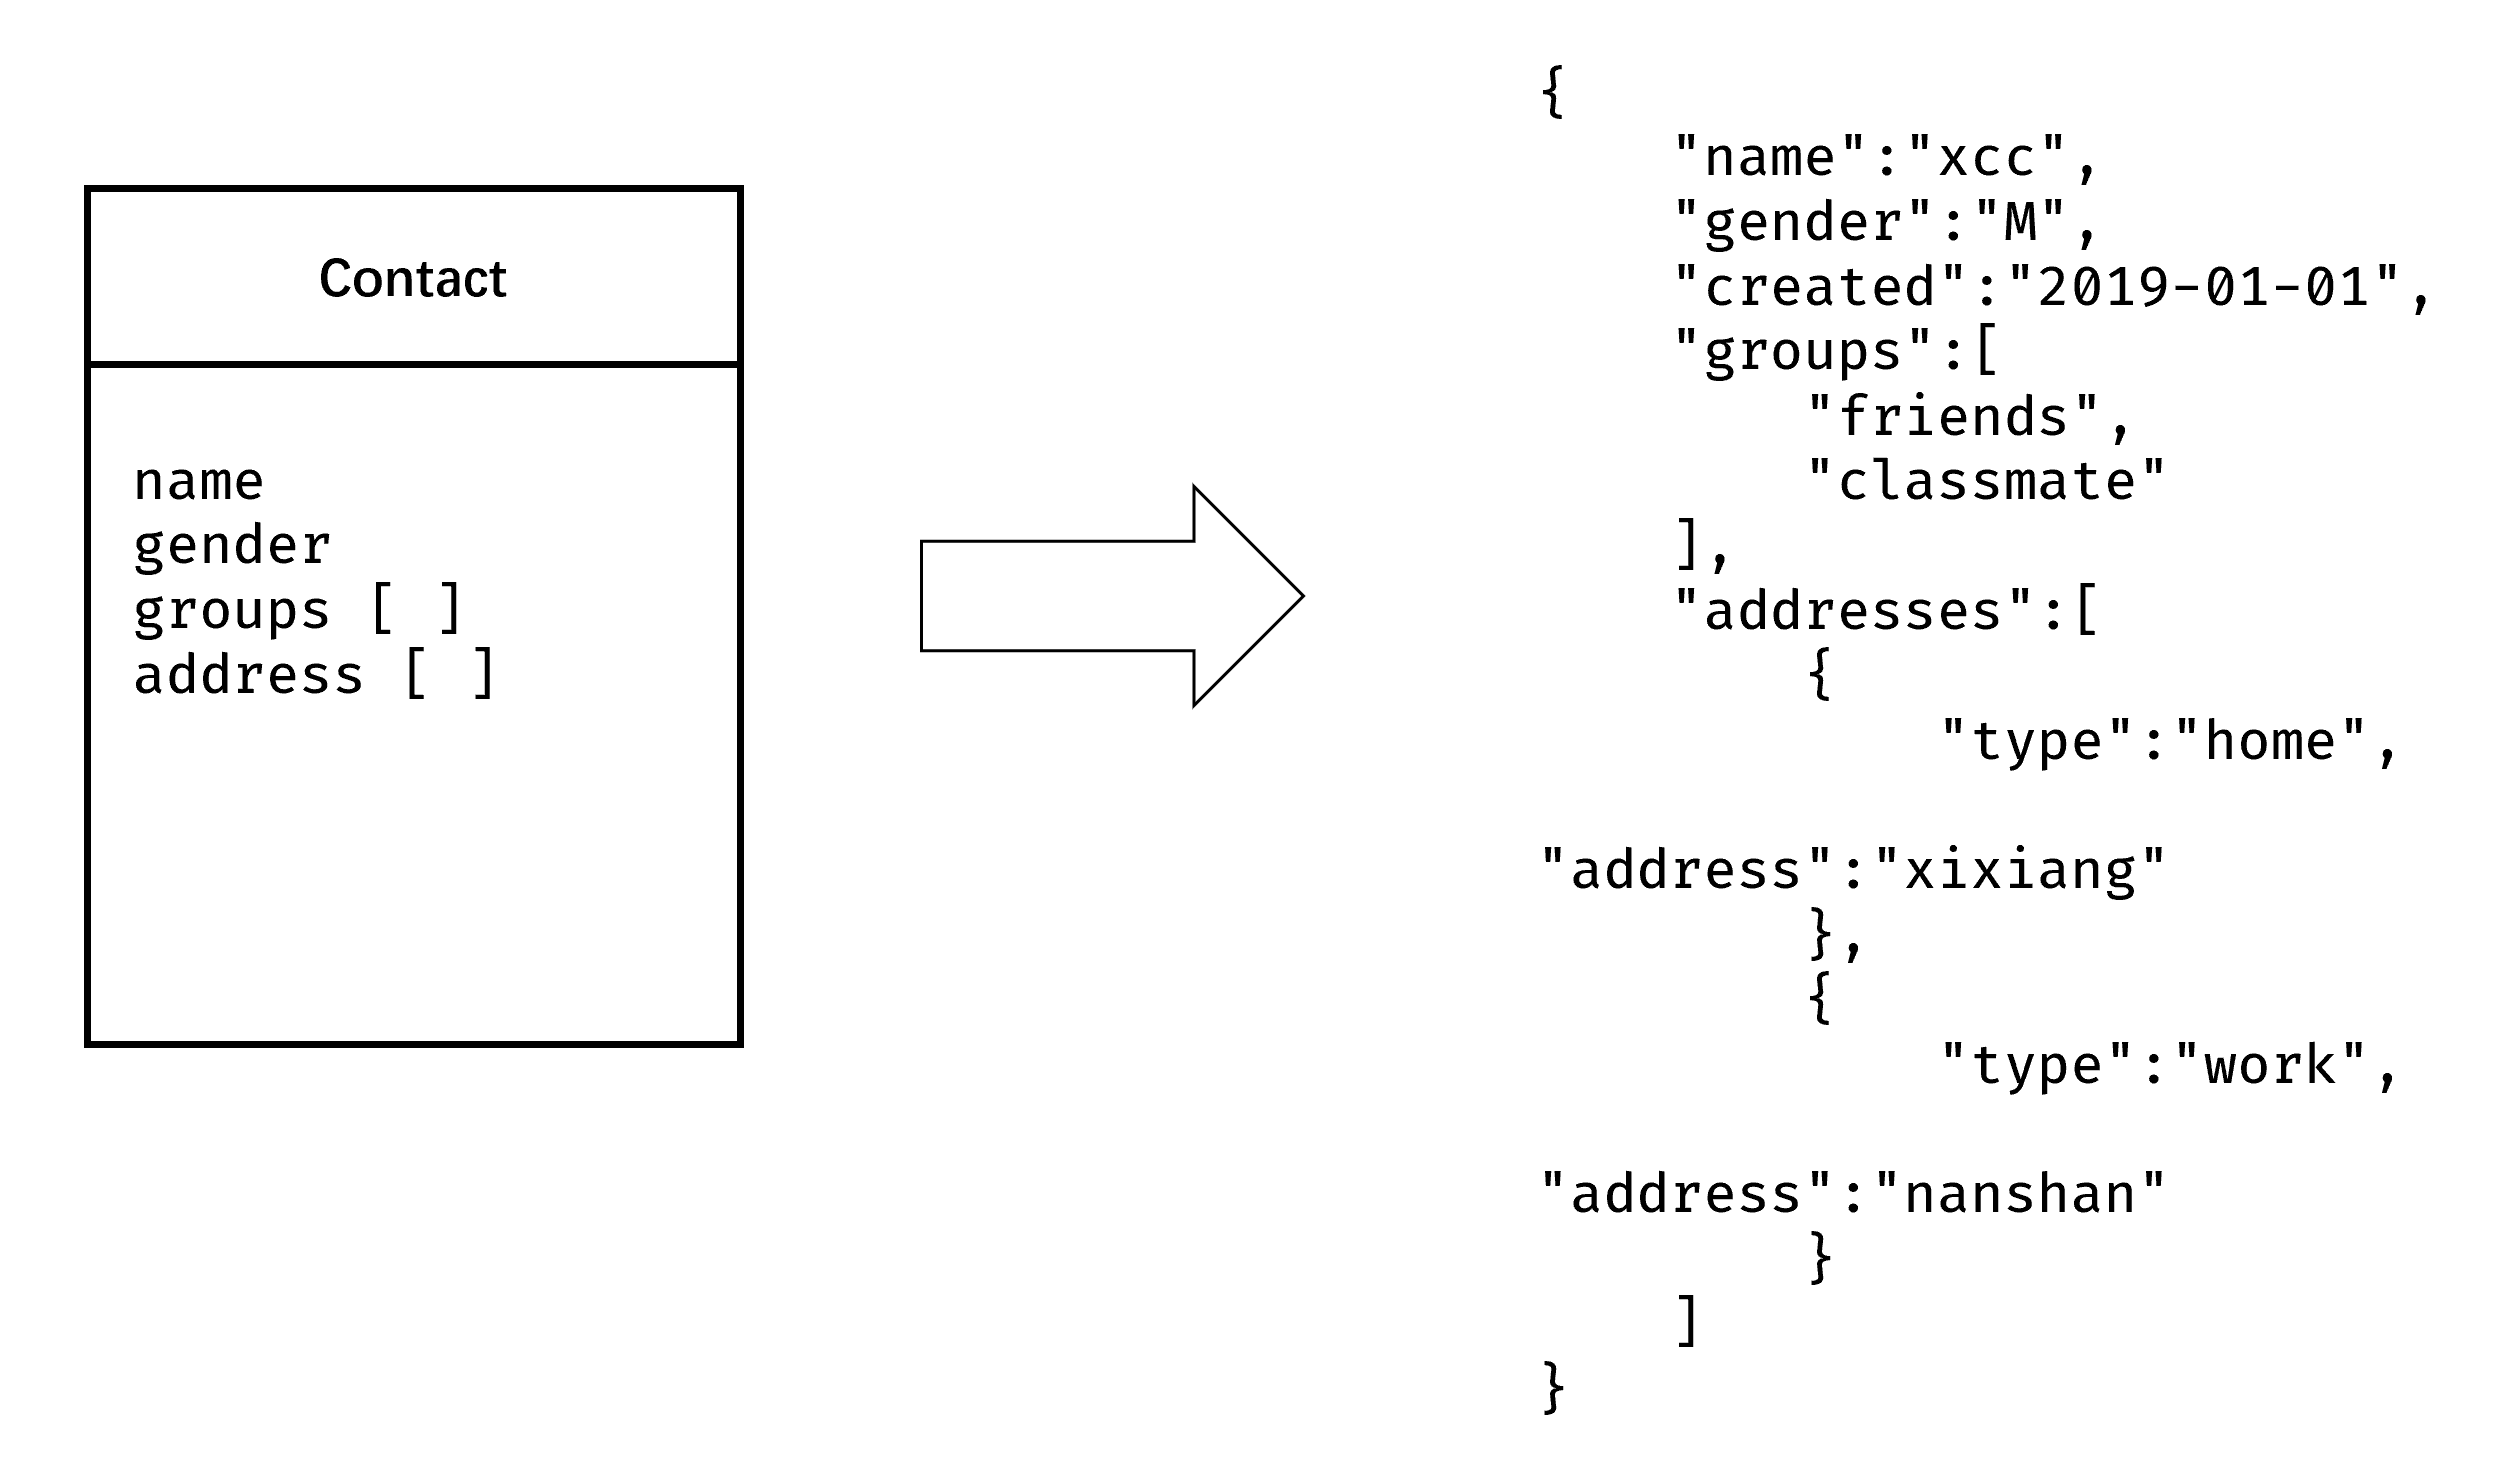 Contact
name
gender
groups [ ]
address [ ]
{
    "name":"xcc",
    "gender":"M",
    "created":"2019-01-01",
    "groups":[
        "friends",
        "classmate"
    ],
    "addresses":[
        {
            "type":"home",
"address":"xixiang"
        },
        {
            "type":"work",
"address":"nanshan"
        }
    ]
}